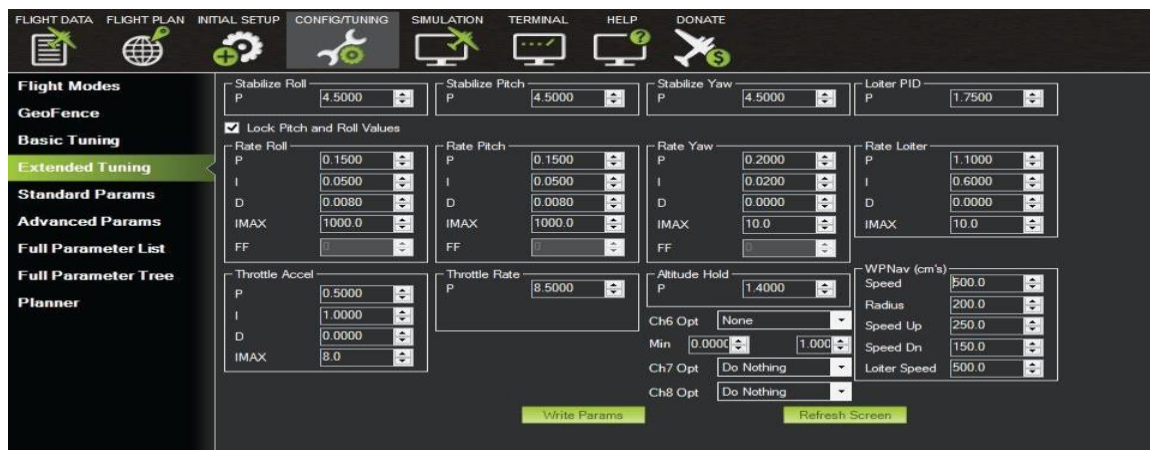 FLIGHT DATA FLIGHT PLAN INITIAL SETUP CONFIG/TUNING SIMULATION TERMINAL HELP DONATE
Flight Modes
GeoFence
Basic Tuning
Extended Tuning
Standard Params
Advanced Params
Full Parameter List
Full Parameter Tree
Planner
Stabilize Roll
P 4.5000
Stabilize Pitch
P 4.5000
Stabilize Yaw
P 4.5000
Loiter PID
P 1.7500
Lock Pitch and Roll Values
Rate Roll
P 0.1500
I 0.0500
D 0.0080
IMAX 1000.0
FF 0
Rate Pitch
P 0.1500
I 0.0500
D 0.0080
IMAX 1000.0
FF 0
Rate Yaw
P 0.2000
I 0.0200
D 0.0000
IMAX 10.0
FF 0
Rate Loiter
P 1.1000
I 0.6000
D 0.0000
IMAX 10.0
Throttle Accel
P 0.5000
I 1.0000
D 0.0000
IMAX 8.0
Throttle Rate
P 8.5000
Altitude Hold
P 1.4000
Ch6 Opt None
Min 0.0000 1.000
Ch7 Opt Do Nothing
Ch8 Opt Do Nothing
WPNav (cm's)
Speed 500.0
Radius 200.0
Speed Up 250.0
Speed Dn 150.0
Loiter Speed 500.0
Write Params Refresh Screen